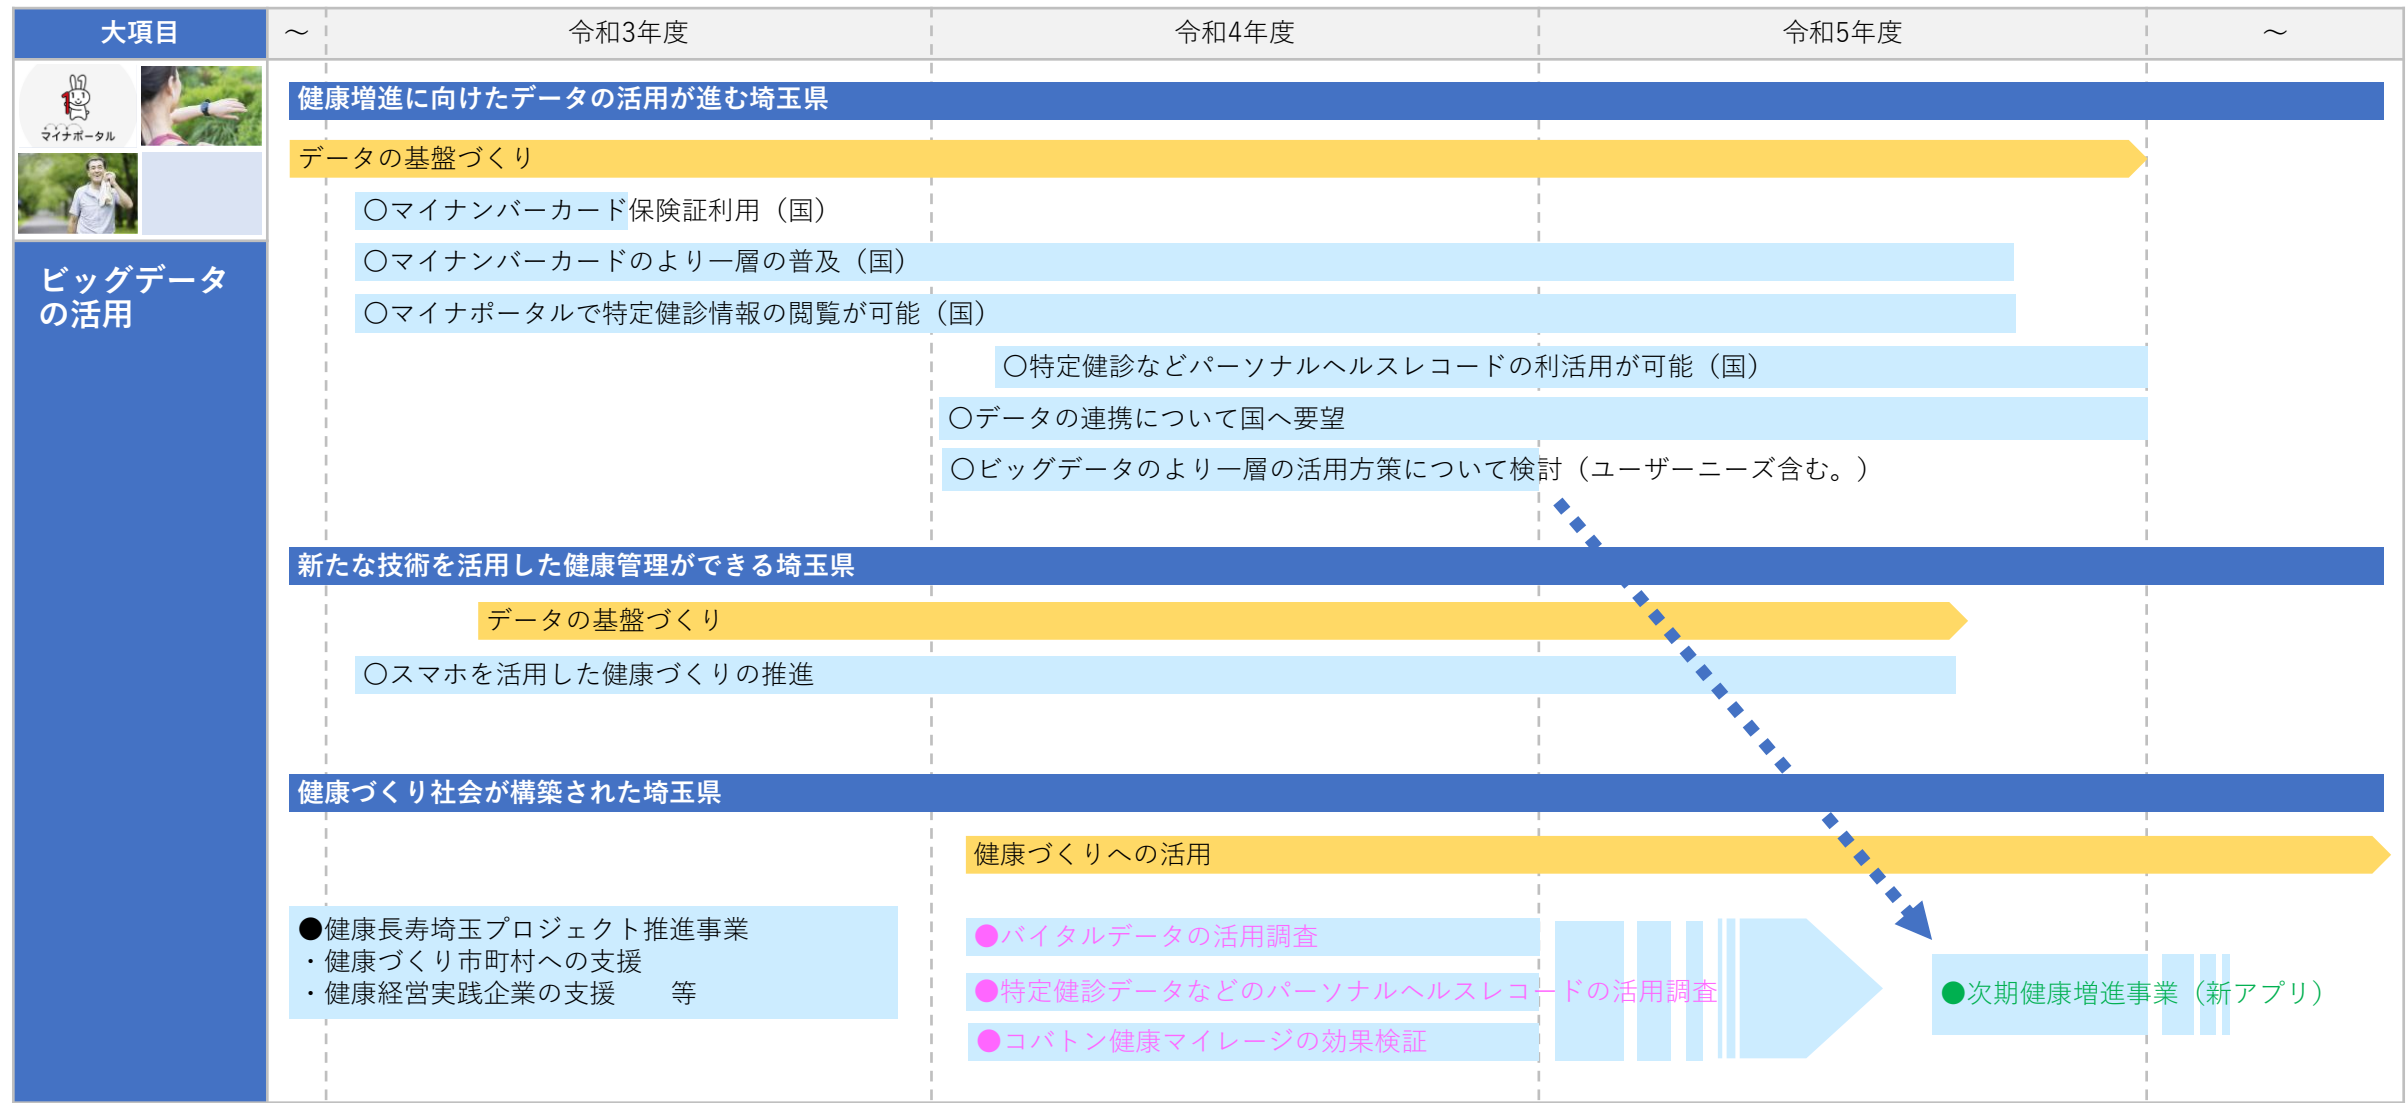 大項目
～
令和3年度
令和4年度
令和5年度
～
マイナポータル
ビッグデータ
の活用
健康増進に向けたデータの活用が進む埼玉県
データの基盤づくり
〇マイナンバーカード保険証利用（国）
〇マイナンバーカードのより一層の普及（国）
〇マイナポータルで特定健診情報の閲覧が可能（国）
〇特定健診などパーソナルヘルスレコードの利活用が可能（国）
〇データの連携について国へ要望
〇ビッグデータのより一層の活用方策について検討（ユーザーニーズ含む。）
新たな技術を活用した健康管理ができる埼玉県
データの基盤づくり
〇スマホを活用した健康づくりの推進
健康づくり社会が構築された埼玉県
健康づくりへの活用
●健康長寿埼玉プロジェクト推進事業
・健康づくり市町村への支援
・健康経営実践企業の支援　　等
●バイタルデータの活用調査
●特定健診データなどのパーソナルヘルスレコードの活用調査
●コバトン健康マイレージの効果検証
●次期健康増進事業（新アプリ）